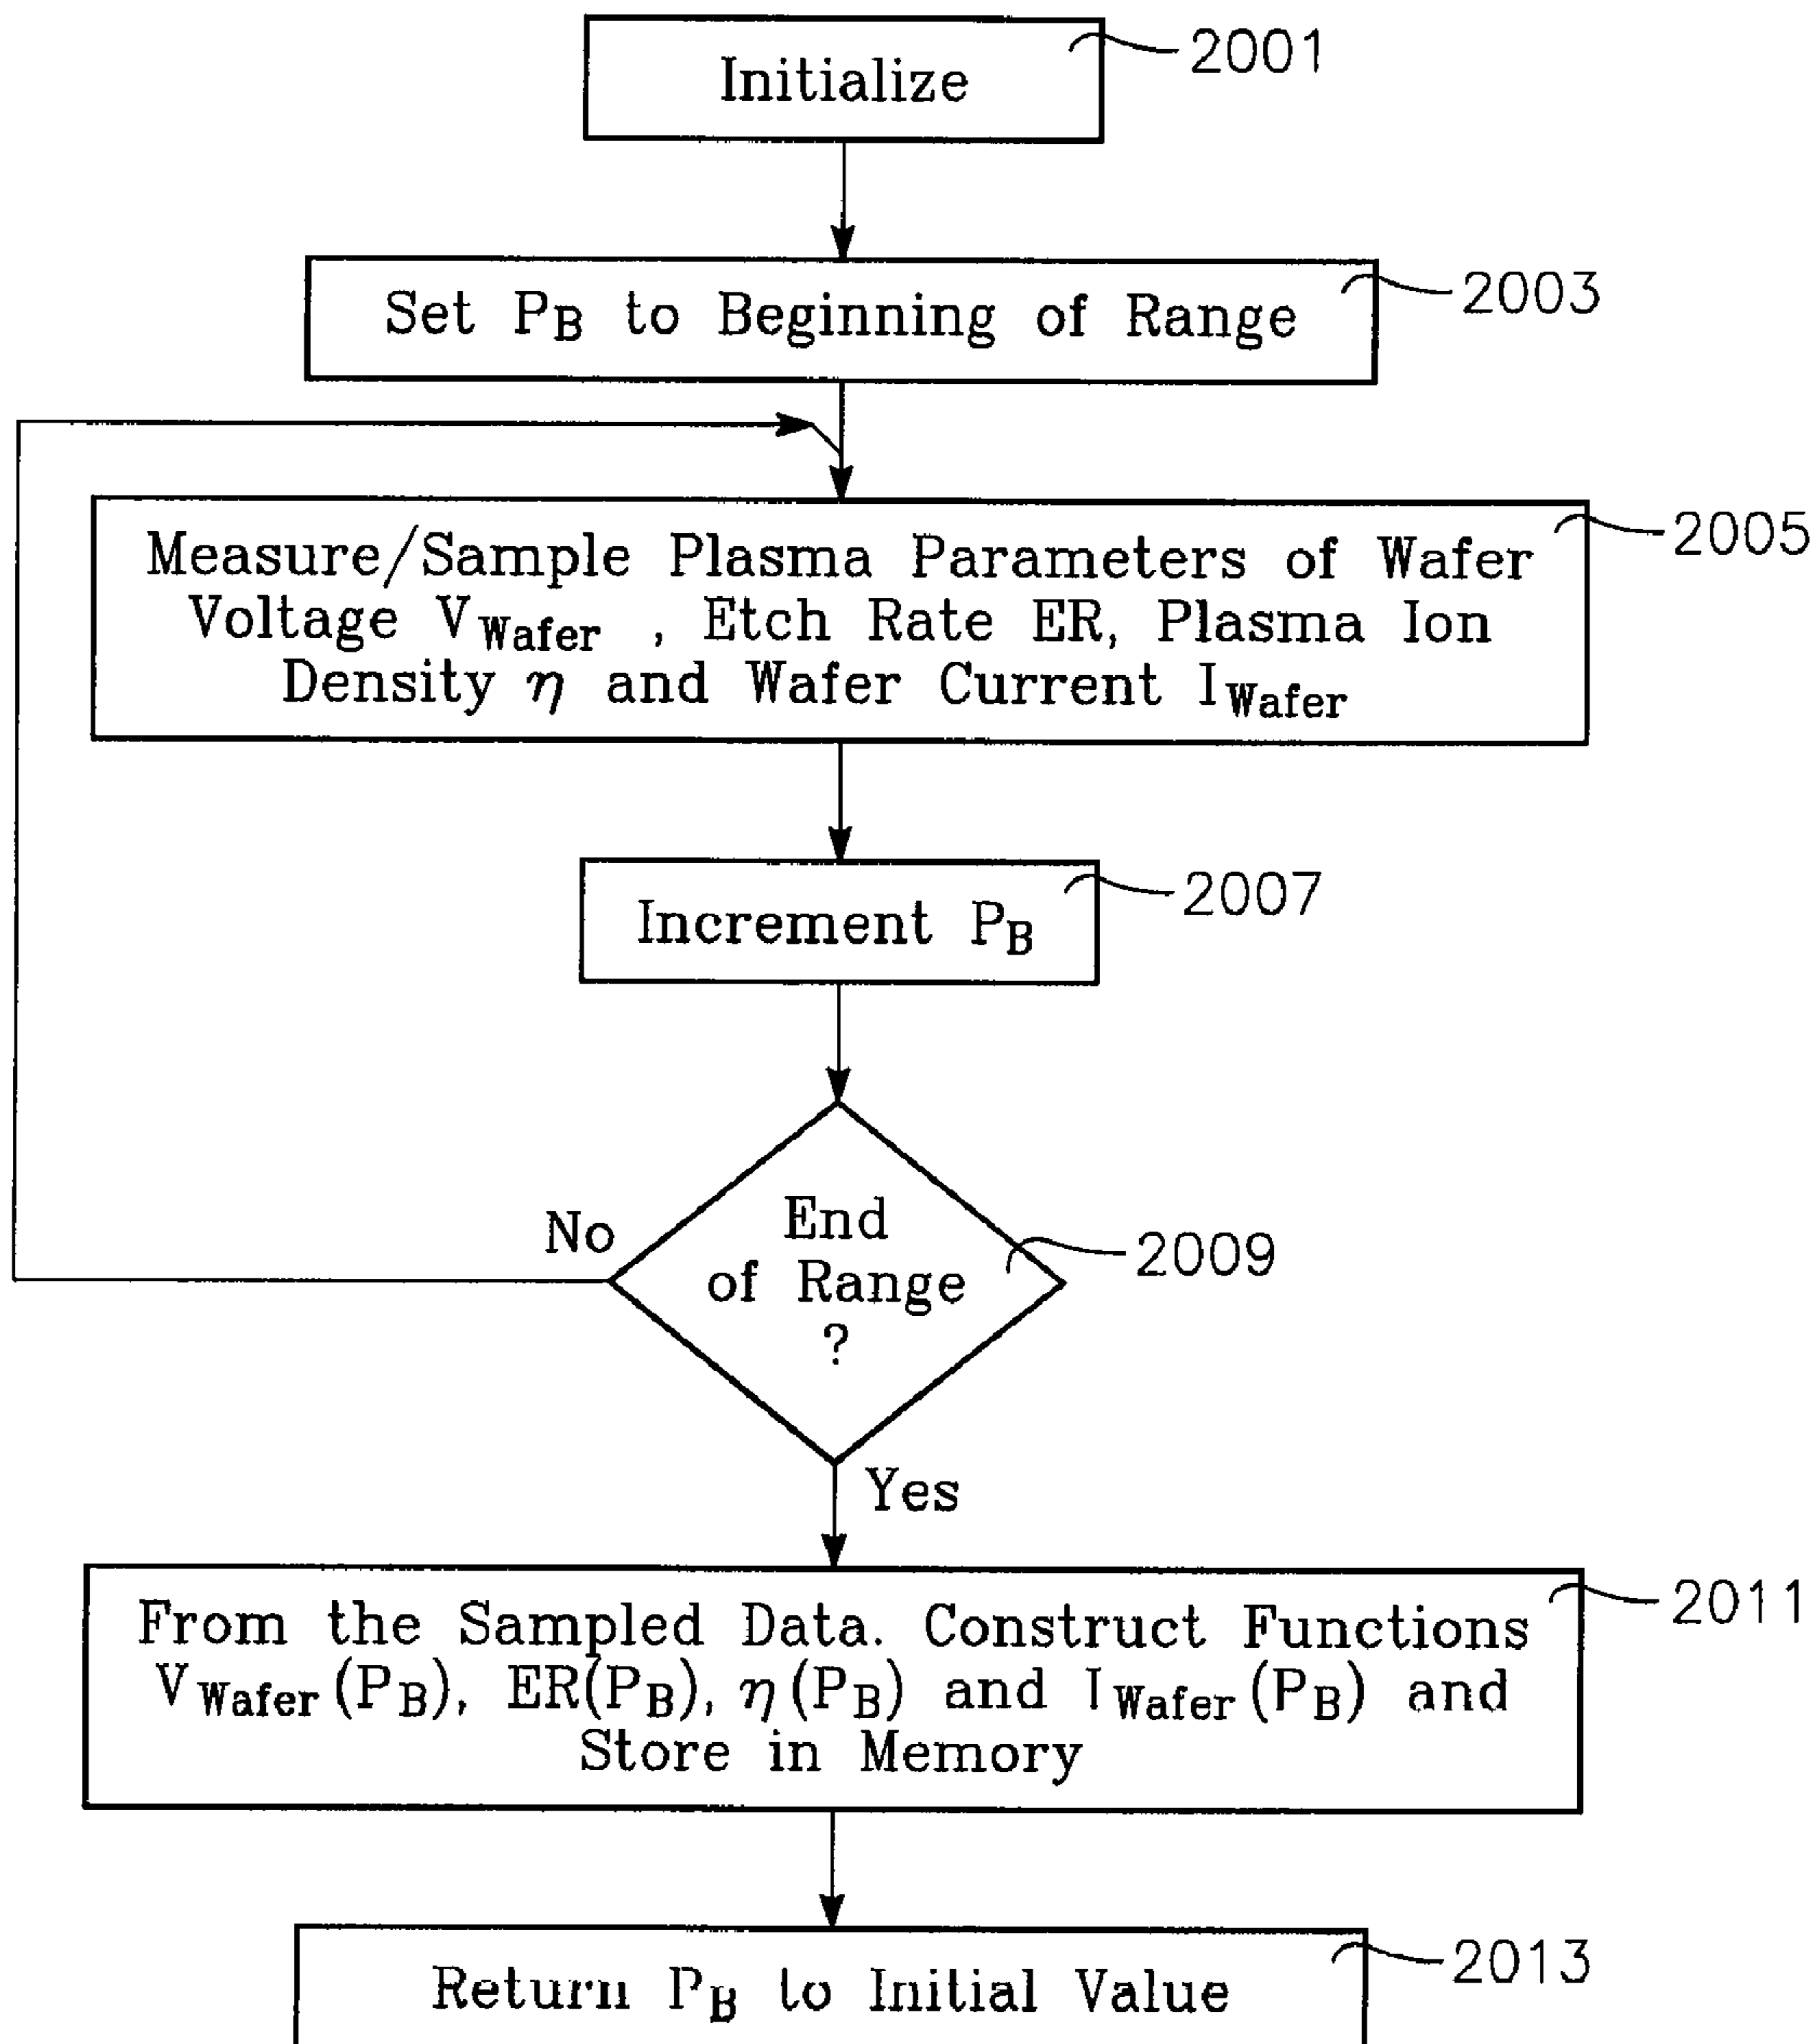 Initialize
2001
Set PB to Beginning of Range
2003
Measure/Sample Plasma Parameters of Wafer
Voltage VWafer , Etch Rate ER, Plasma Ion
Density η and Wafer Current IWafer
2005
Increment PB
2007
End
of Range
?
2009
No
Yes
From the Sampled Data. Construct Functions
VWafer(PB), ER(PB), η(PB) and IWafer(PB) and
Store in Memory
2011
Return PB to Initial Value
2013